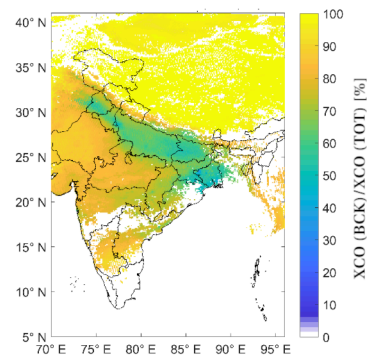 40° N
35° N
30° N
25° N
20° N
15° N
10° N
5° N
70° E 75° E 80° E 85° E 90° E 95° E
100
90
80
70
60
50
40
30
20
10
0
XCO (BCK)/XCO (TOT) [%]